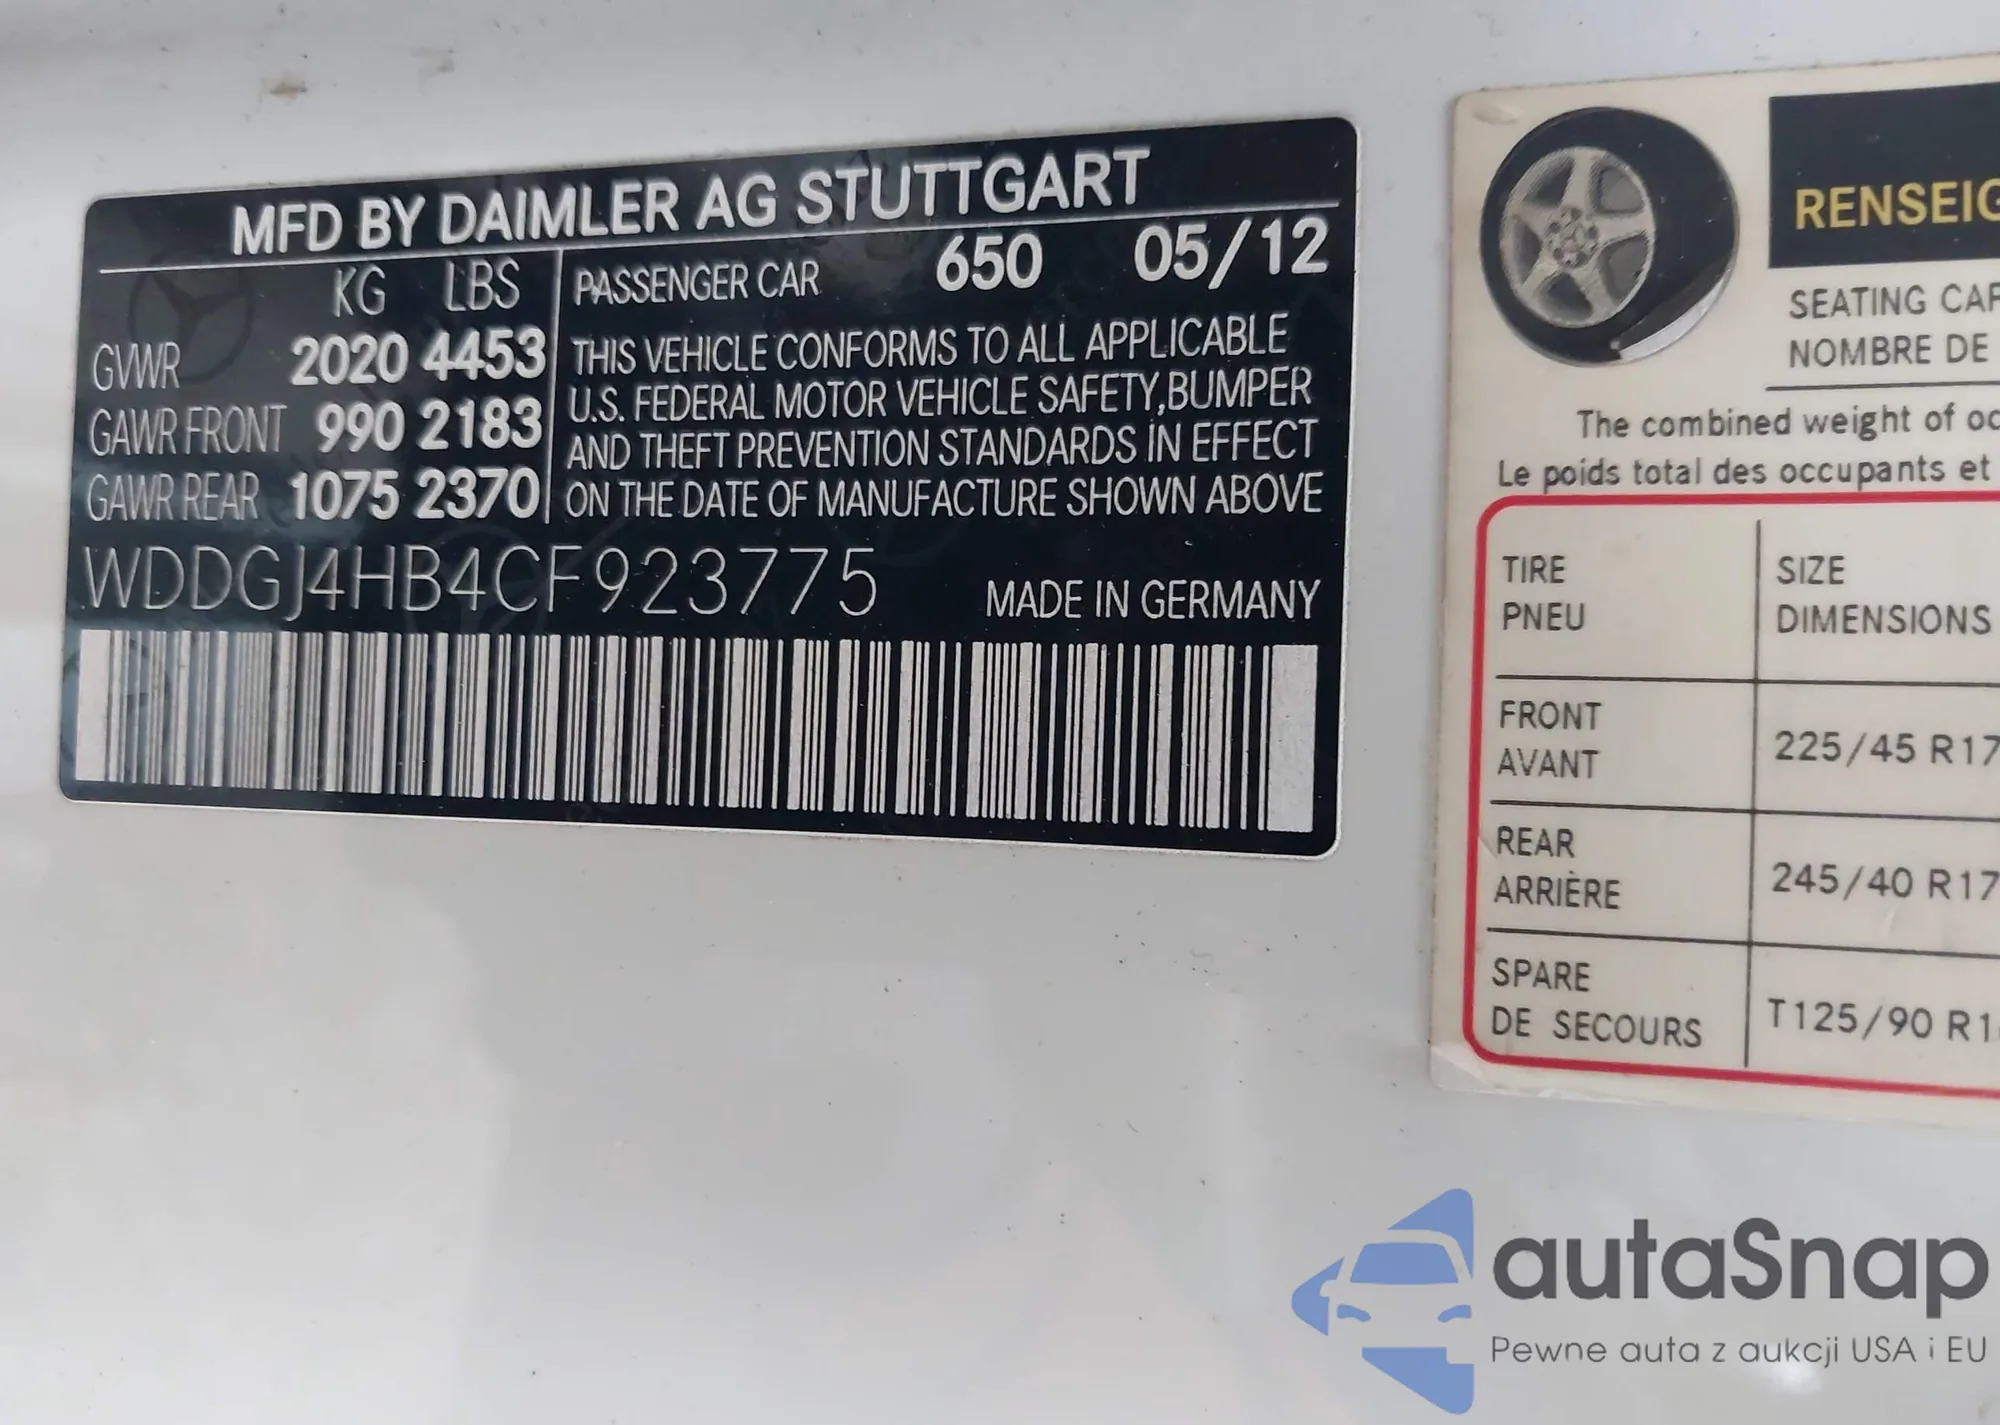 MFD BY DAIMLER AG STUTTGART
KG LBS
GVWR 2020 4453
GAWR FRONT 990 2183
GAWR REAR 1075 2370
PASSENGER CAR 650 05/12
THIS VEHICLE CONFORMS TO ALL APPLICABLE
U.S. FEDERAL MOTOR VEHICLE SAFETY,BUMPER
AND THEFT PREVENTION STANDARDS IN EFFECT
ON THE DATE OF MANUFACTURE SHOWN ABOVE
WDDGJ4HB4CF923775
MADE IN GERMANY
RENSEIG
SEATING CAP
NOMBRE DE
The combined weight of oc
Le poids total des occupants et
TIRE SIZE
PNEU DIMENSIONS
FRONT
AVANT
225/45 R17
REAR
ARRIÈRE
245/40 R17
SPARE
DE SECOURS
T125/90 R1
autaSnap
Pewne auta z aukcji USA i EU